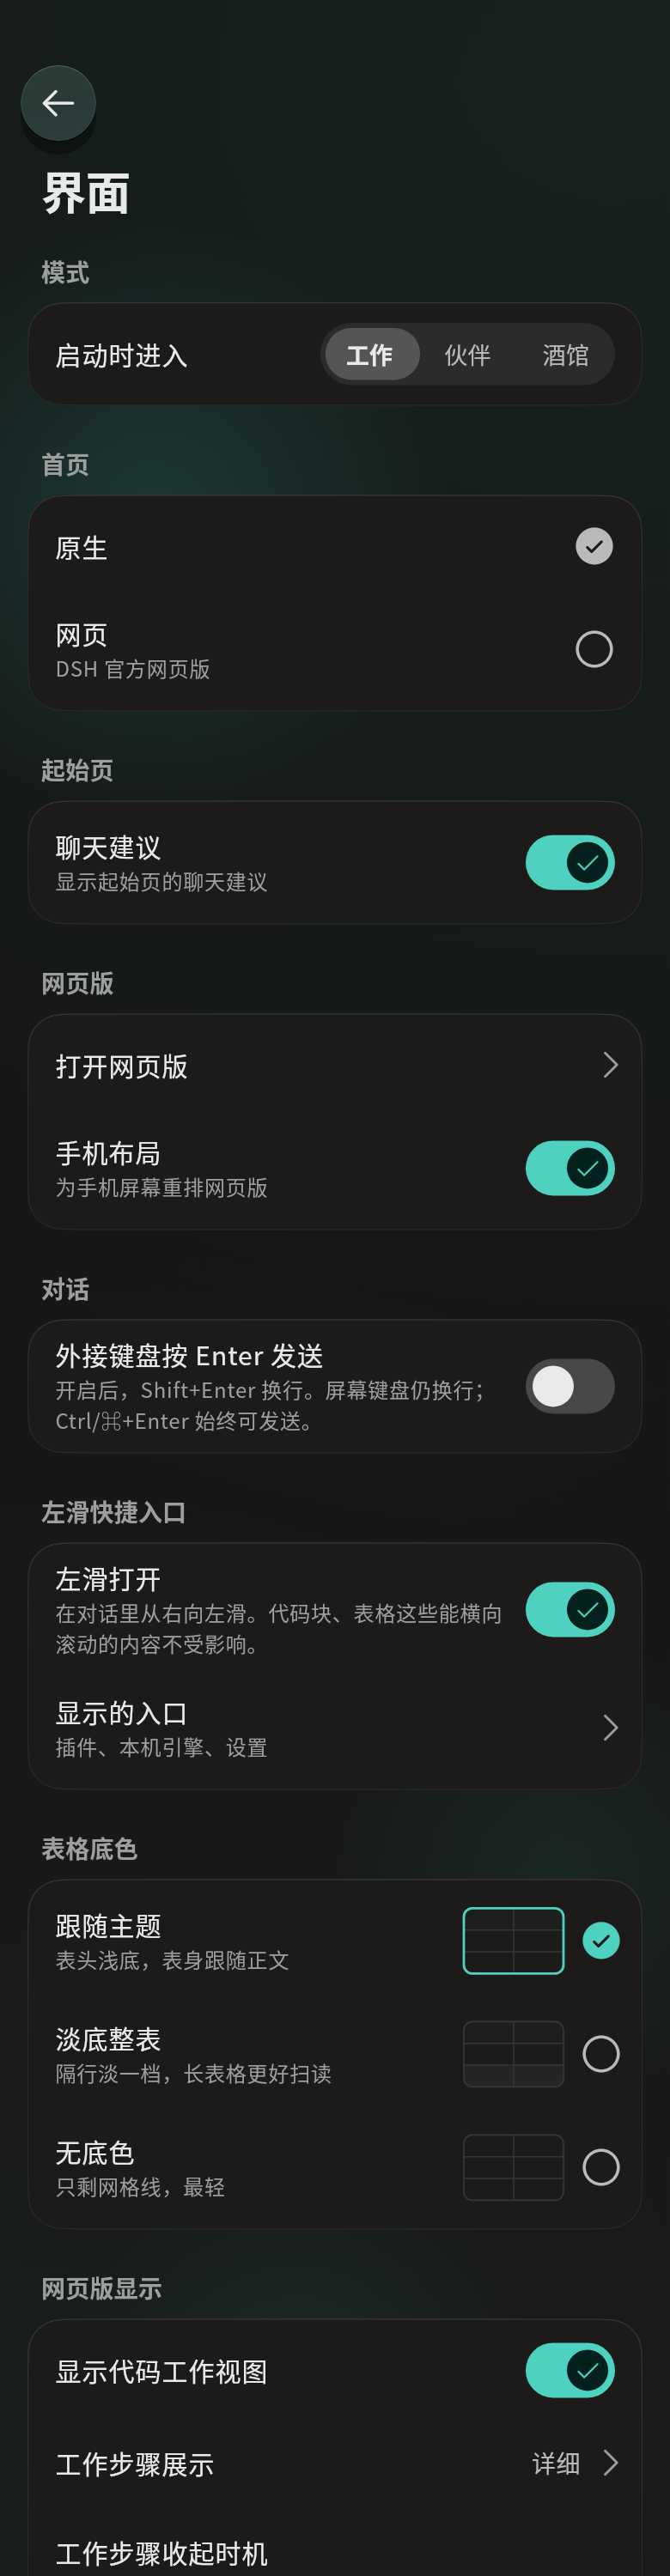 界面
模式
启动时进入
工作
伙伴
酒馆
首页
原生
网页
DSH 官方网页版
起始页
聊天建议
显示起始页的聊天建议
网页版
打开网页版
手机布局
为手机屏幕重排网页版
对话
外接键盘按 Enter 发送
开启后，Shift+Enter 换行。屏幕键盘仍换行；
Ctrl/⌘+Enter 始终可发送。
左滑快捷入口
左滑打开
在对话里从右向左滑。代码块、表格这些能横向
滚动的内容不受影响。
显示的入口
插件、本机引擎、设置
表格底色
跟随主题
表头浅底，表身跟随正文
淡底整表
隔行淡一档，长表格更好扫读
无底色
只剩网格线，最轻
网页版显示
显示代码工作视图
工作步骤展示
详细
工作步骤收起时机